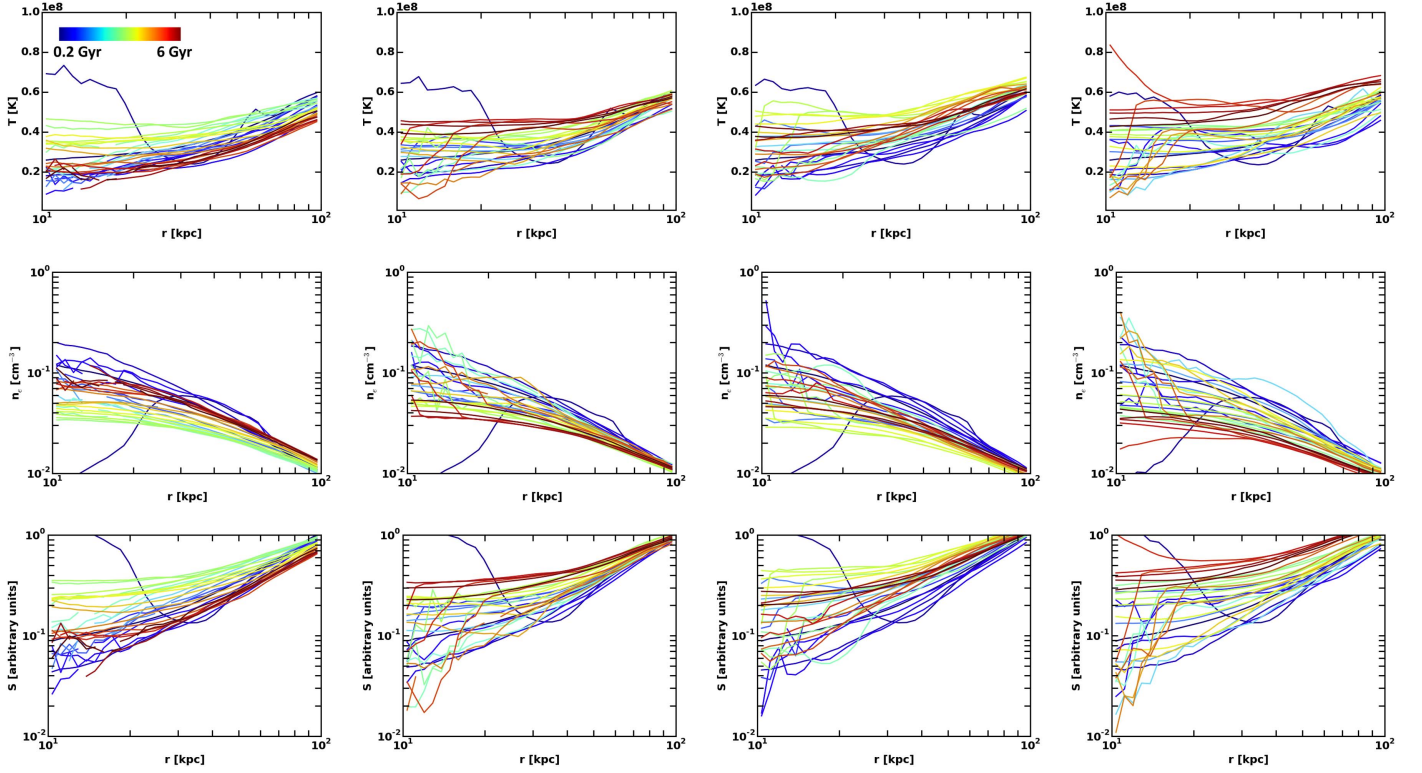 1.0 1e8 1.0 1e8 1.0 1e8 1.0 1e8
0.2 Gyr 6 Gyr
0.8 0.8 0.8 0.8
0.6 0.6 0.6 0.6
T [K] T [K] T [K] T [K]
0.4 0.4 0.4 0.4
0.2 0.2 0.2 0.2
10¹ 10² 10¹ 10² 10¹ 10² 10¹ 10²
r [kpc] r [kpc] r [kpc] r [kpc]
10⁰ 10⁰ 10⁰ 10⁰
nₑ [cm⁻³] nₑ [cm⁻³] nₑ [cm⁻³] nₑ [cm⁻³]
10⁻¹ 10⁻¹ 10⁻¹ 10⁻¹
10⁻² 10⁻² 10⁻² 10⁻²
10¹ 10² 10¹ 10² 10¹ 10² 10¹ 10²
r [kpc] r [kpc] r [kpc] r [kpc]
10⁰ 10⁰ 10⁰ 10⁰
S [arbitrary units] S [arbitrary units] S [arbitrary units] S [arbitrary units]
10⁻¹ 10⁻¹ 10⁻¹ 10⁻¹
10⁻² 10⁻² 10⁻² 10⁻²
10¹ 10² 10¹ 10² 10¹ 10² 10¹ 10²
r [kpc] r [kpc] r [kpc] r [kpc]